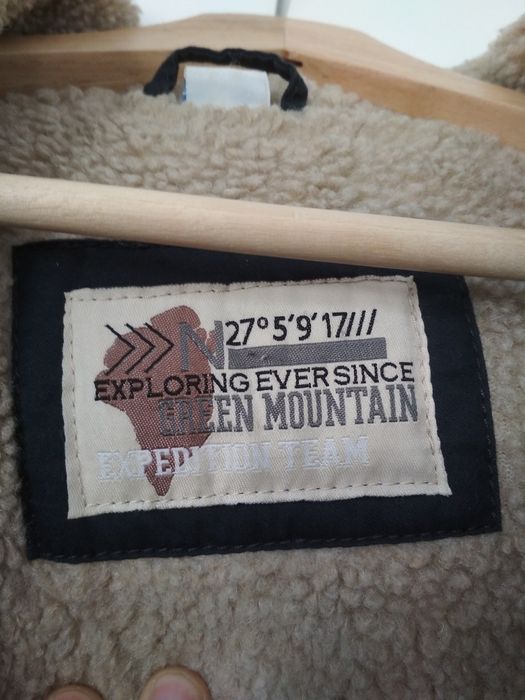 >>> N 27°5'9'17///
EXPLORING EVER SINCE
GREEN MOUNTAIN
EXPEDITION TEAM